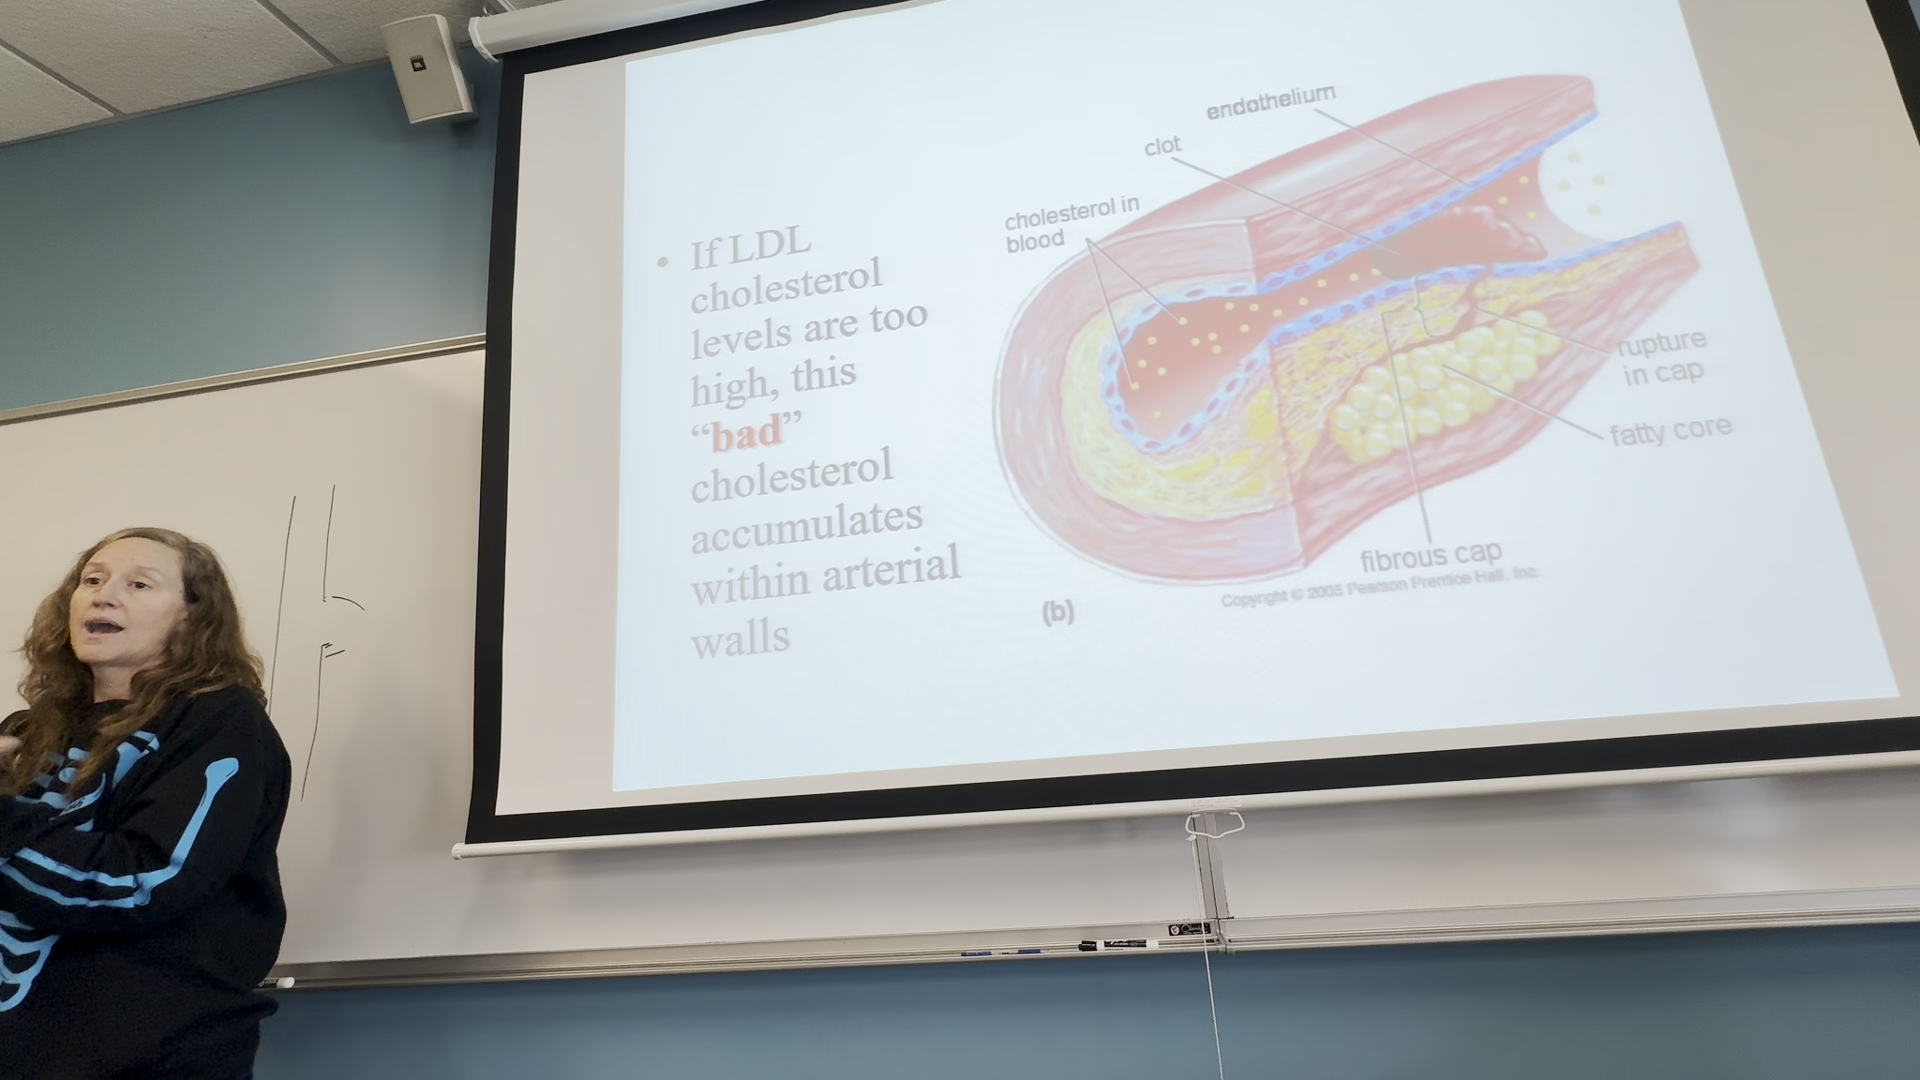 • If LDL
cholesterol
levels are too
high, this
“bad”
cholesterol
accumulates
within arterial
walls
endothelium
clot
cholesterol in
blood
rupture
in cap
fatty core
fibrous cap
Copyright © 2005 Pearson Prentice Hall, Inc.
(b)